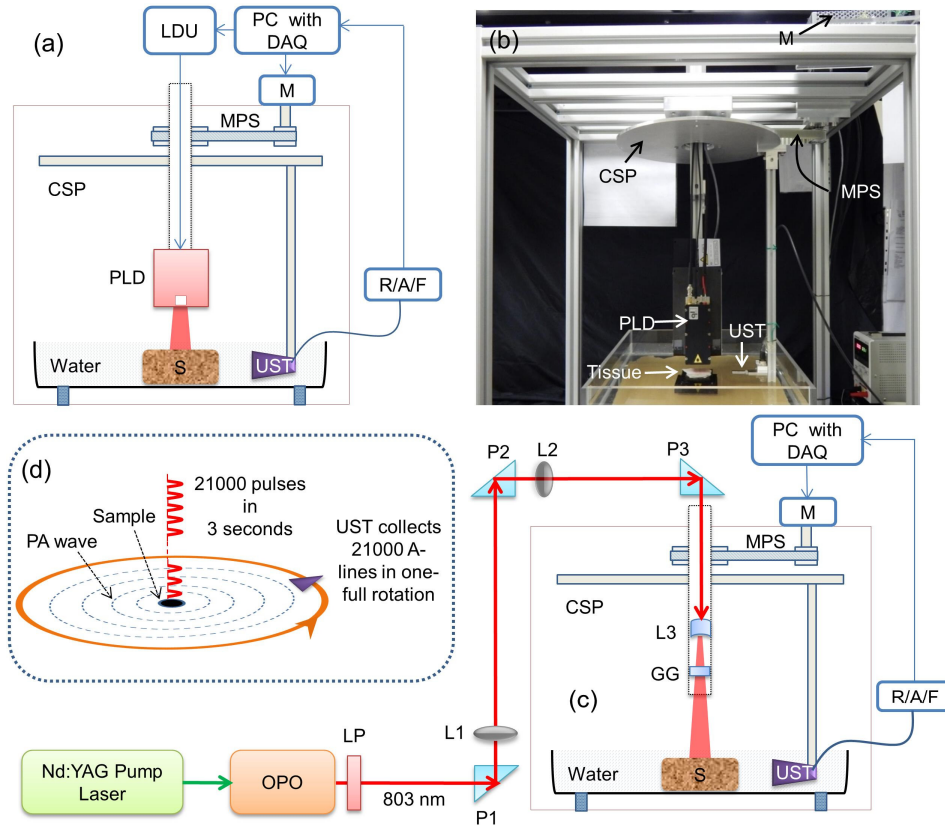 (a)
LDU
PC with
DAQ
M
MPS
CSP
PLD
R/A/F
Water
S
UST
(b)
M
CSP
MPS
PLD
UST
Tissue
(d)
21000 pulses
in
3 seconds
Sample
PA wave
UST collects
21000 A-
lines in one-
full rotation
P2
L2
P3
PC with
DAQ
M
MPS
CSP
L3
GG
(c)
R/A/F
L1
LP
Nd:YAG Pump
Laser
OPO
803 nm
P1
Water
S
UST